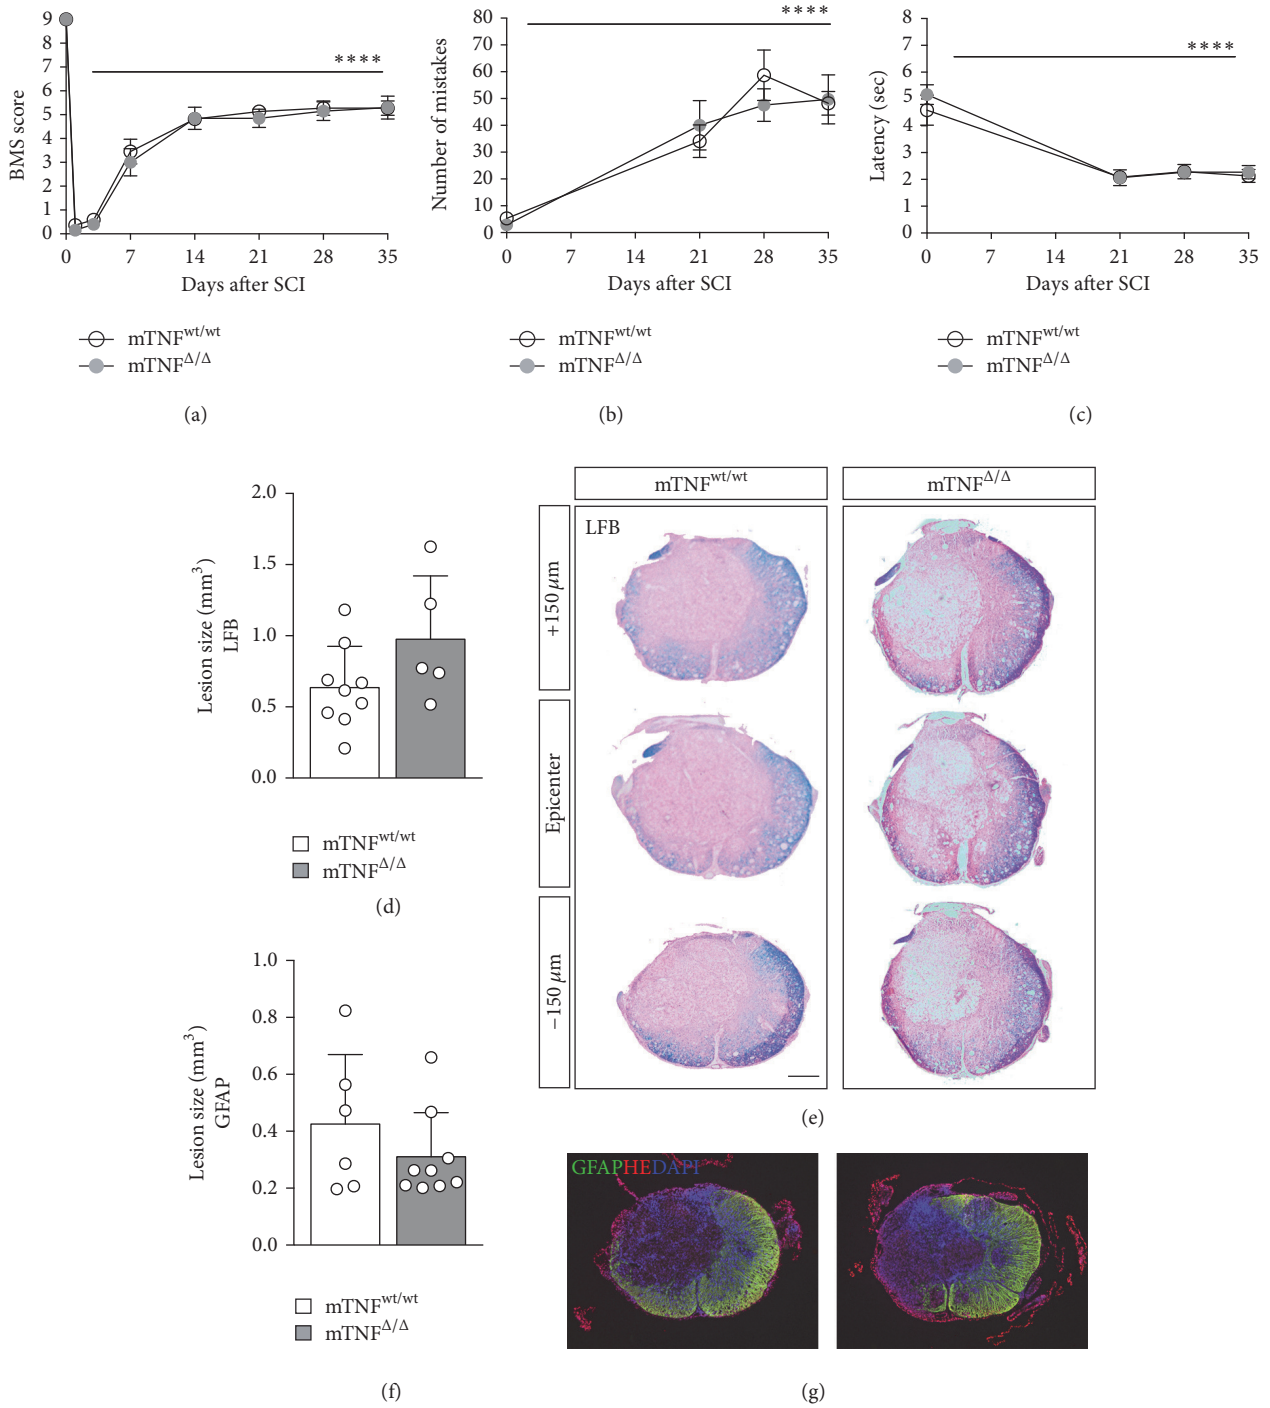 9
8
7
6
5
4
3
2
1
0
BMS score
****
0 7 14 21 28 35
Days after SCI
mTNF^wt/wt
mTNF^Δ/Δ
(a)
80
70
60
50
40
30
20
10
0
Number of mistakes
****
0 7 14 21 28 35
Days after SCI
mTNF^wt/wt
mTNF^Δ/Δ
(b)
8
7
6
5
4
3
2
1
0
Latency (sec)
****
0 7 14 21 28 35
Days after SCI
mTNF^wt/wt
mTNF^Δ/Δ
(c)
2.0
1.5
1.0
0.5
0.0
Lesion size (mm³)
LFB
mTNF^wt/wt
mTNF^Δ/Δ
(d)
mTNF^wt/wt
mTNF^Δ/Δ
LFB
+150 μm
Epicenter
−150 μm
(e)
1.0
0.8
0.6
0.4
0.2
0.0
Lesion size (mm³)
GFAP
mTNF^wt/wt
mTNF^Δ/Δ
(f)
GFAPHEDAPI
(g)